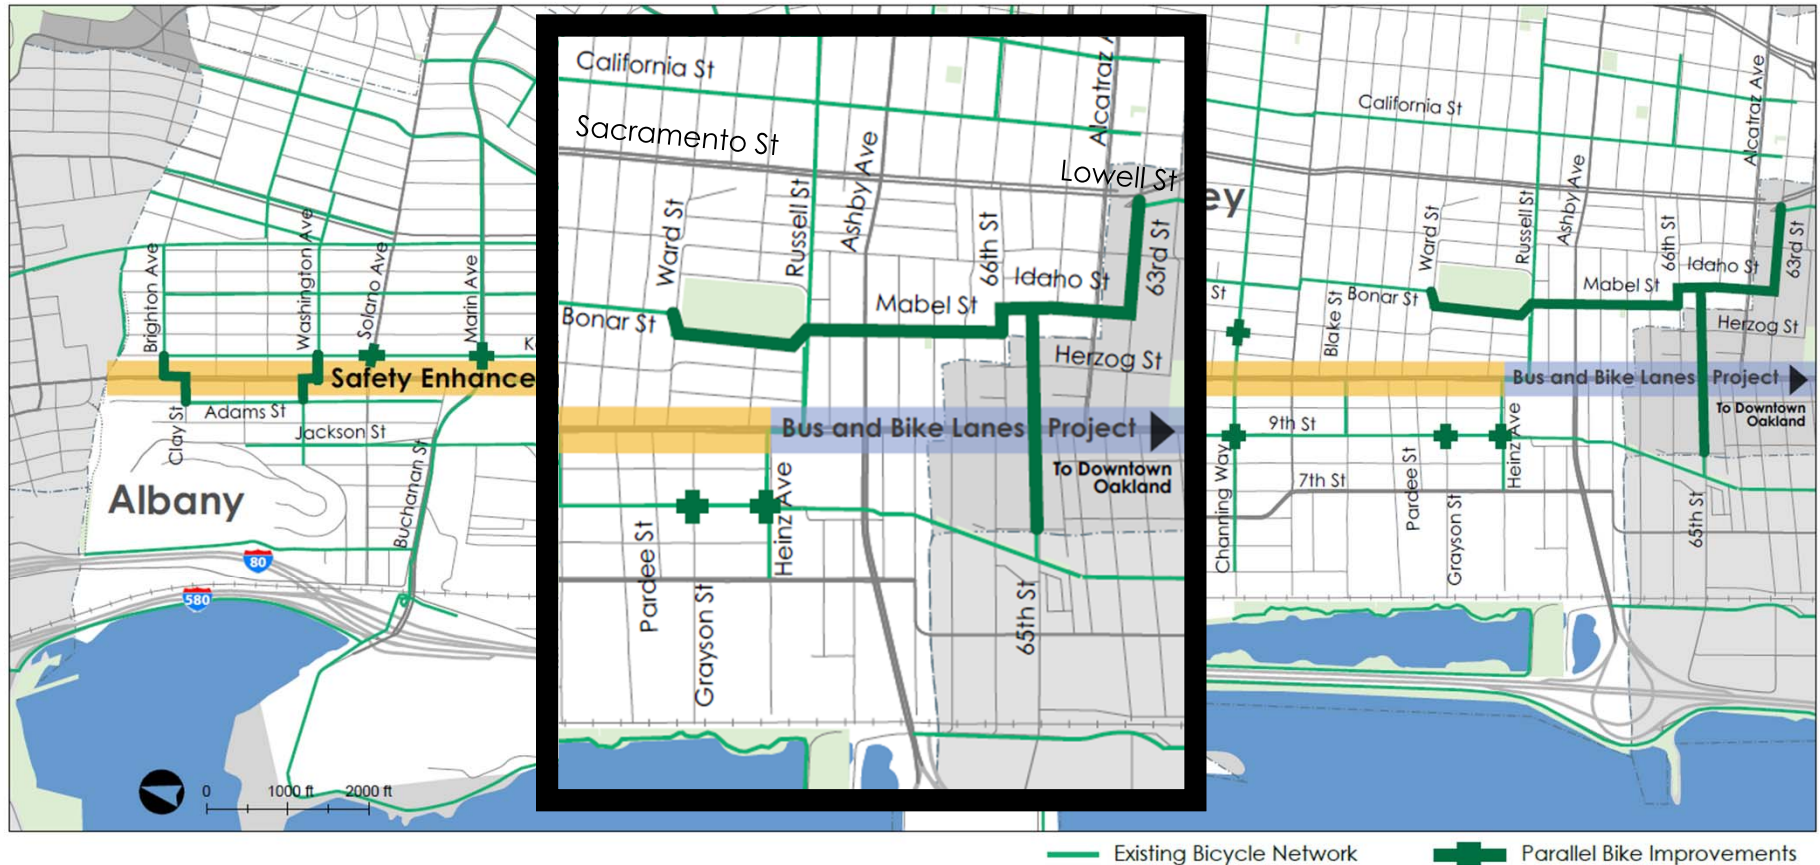 Brighton Ave
Washington Ave
Solano Ave
Marin Ave
Safety Enhance
Clay St
Adams St
Jackson St
Buchanan St
Albany
80
580
0
1000 ft
2000 ft
California St
Sacramento St
Alcatraz A
Ashby Ave
Lowell St
Russell St
Ward St
66th St
63rd St
Idaho St
Mabel St
Bonar St
Herzog St
Bus and Bike Lanes Project
To Downtown
Oakland
Heinz Ave
Pardee St
Grayson St
65th St
California St
Alcatraz Ave
ey
Ashby Ave
Russell St
Ward St
66th St
63rd St
Idaho St
Mabel St
St
Bonar St
Blake St
Herzog St
Bus and Bike Lanes Project
To Downtown
Oakland
9th St
Heinz Ave
Channing Way
Pardee St
7th St
Grayson St
65th St
Existing Bicycle Network
Parallel Bike Improvements